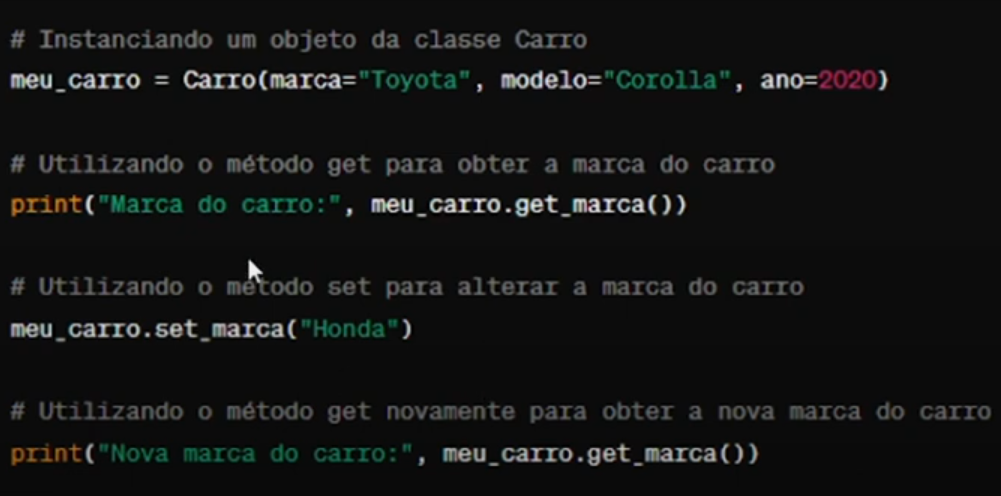 # Instanciando um objeto da classe Carro
meu_carro = Carro(marca="Toyota", modelo="Corolla", ano=2020)
# Utilizando o método get para obter a marca do carro
print("Marca do carro:", meu_carro.get_marca())
# Utilizando o método set para alterar a marca do carro
meu_carro.set_marca("Honda")
# Utilizando o método get novamente para obter a nova marca do carro
print("Nova marca do carro:", meu_carro.get_marca())